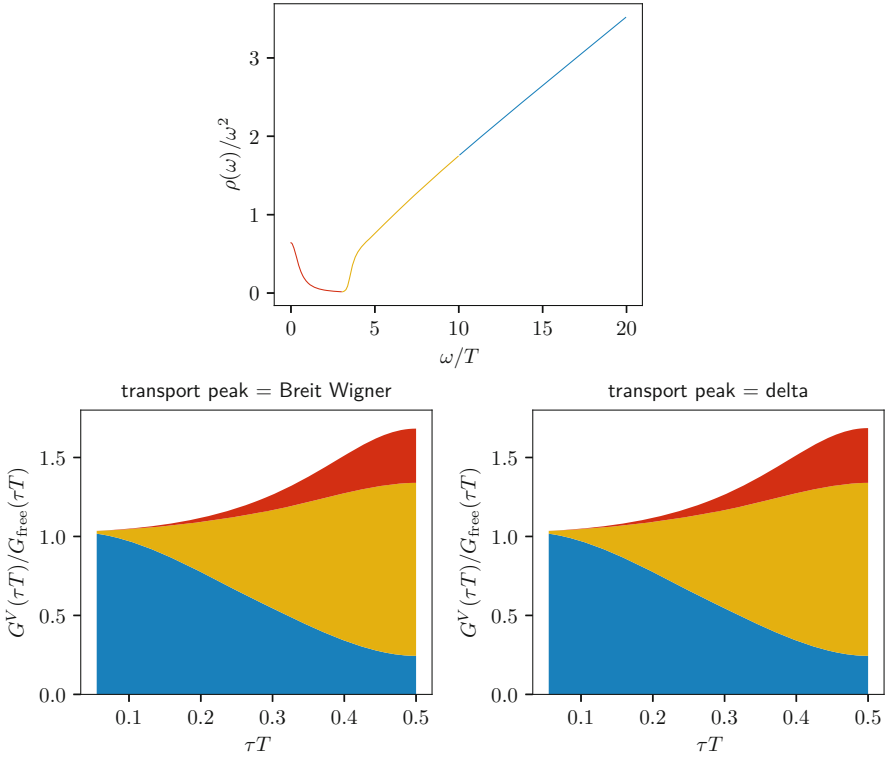 ρ(ω)/ω²
3
2
1
0
0 5 10 15 20
ω/T
transport peak = Breit Wigner
G^V(τT)/G_free(τT)
1.5
1.0
0.5
0.0
0.1 0.2 0.3 0.4 0.5
τT
transport peak = delta
G^V(τT)/G_free(τT)
1.5
1.0
0.5
0.0
0.1 0.2 0.3 0.4 0.5
τT